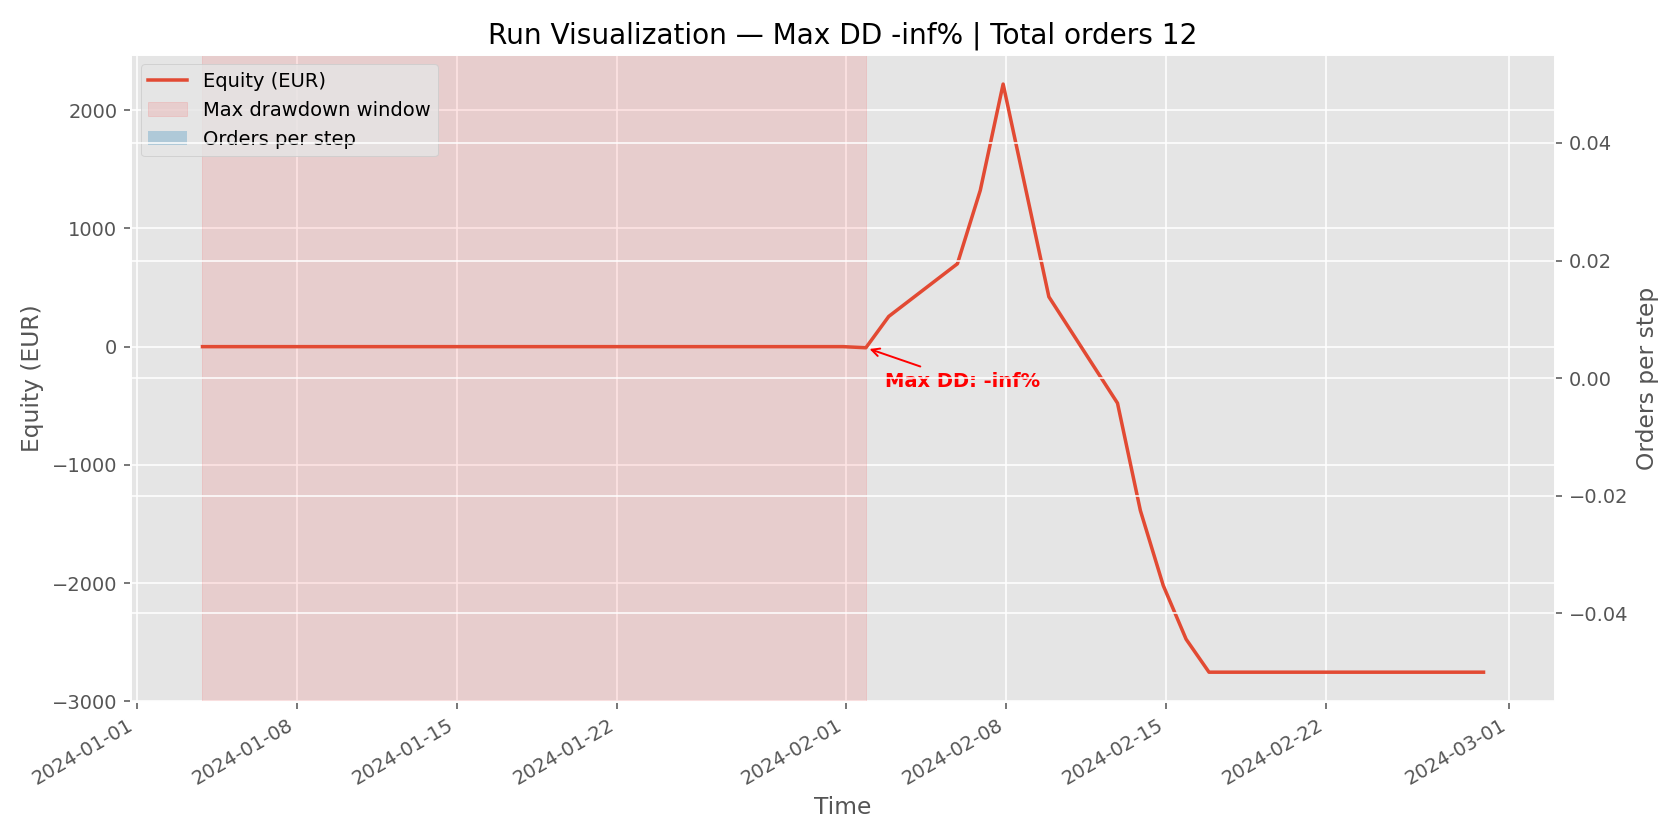 Run Visualization — Max DD -inf% | Total orders 12
Equity (EUR)
Max drawdown window
Orders per step
2000
1000
0
−1000
−2000
−3000
Equity (EUR)
Max DD: -inf%
0.04
0.02
0.00
−0.02
−0.04
Orders per step
2024-01-01
2024-01-08
2024-01-15
2024-01-22
2024-02-01
2024-02-08
2024-02-15
2024-02-22
2024-03-01
Time